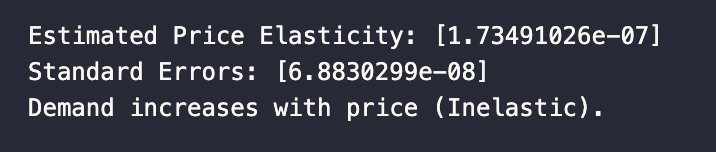 Estimated Price Elasticity: [1.73491026e-07]
Standard Errors: [6.8830299e-08]
Demand increases with price (Inelastic).